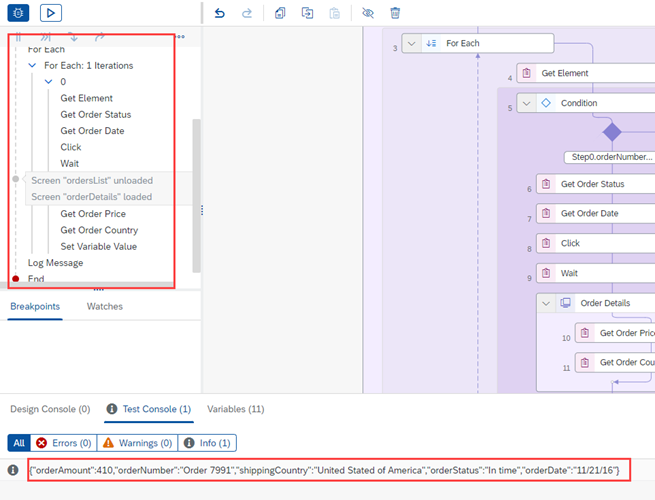 For Each
For Each: 1 Iterations
0
Get Element
Get Order Status
Get Order Date
Click
Wait
Screen "ordersList" unloaded
Screen "orderDetails" loaded
Get Order Price
Get Order Country
Set Variable Value
Log Message
End
Breakpoints
Watches
3
For Each
4
Get Element
5
Condition
Step0.orderNumber...
6
Get Order Status
7
Get Order Date
8
Click
9
Wait
Order Details
10
Get Order Price
11
Get Order Cou
Design Console (0)
Test Console (1)
Variables (11)
All
Errors (0)
Warnings (0)
Info (1)
{"orderAmount":410,"orderNumber":"Order 7991","shippingCountry":"United Stated of America","orderStatus":"In time","orderDate":"11/21/16"}